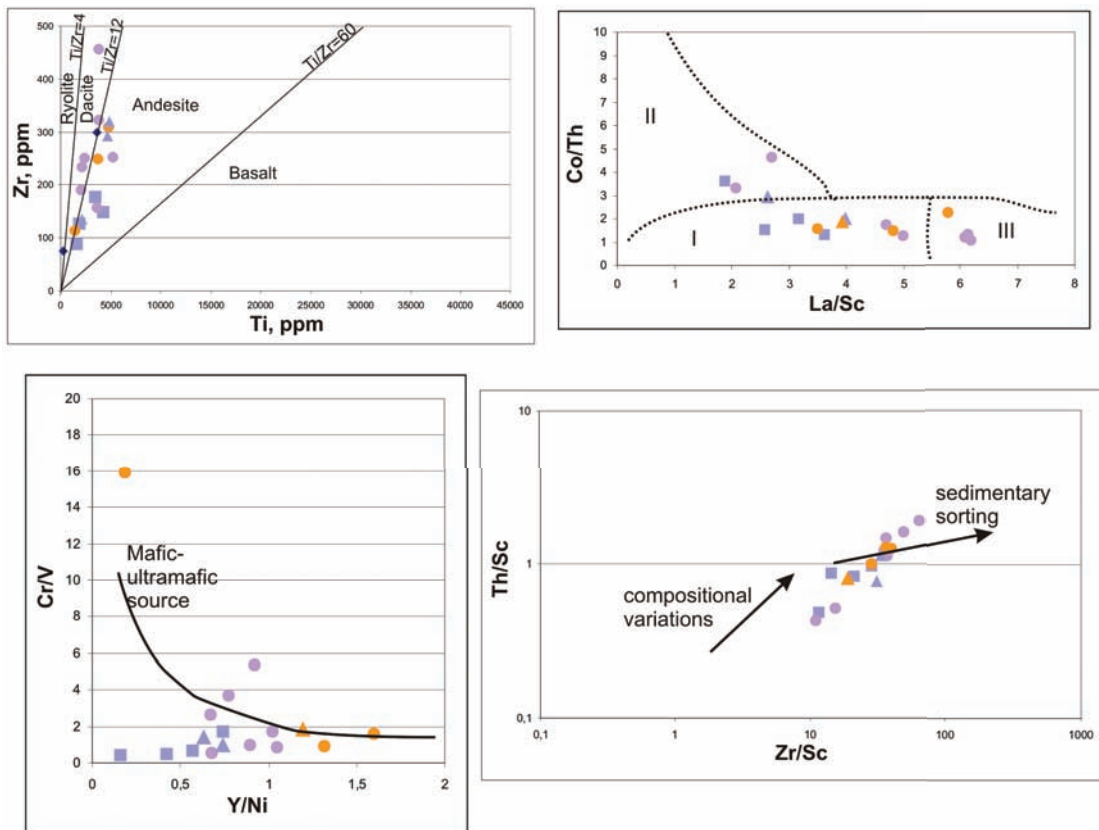 500
400
300
200
100
0
Zr, ppm
Ryolite
Ti/Zr=4
Dacite
Ti/Zr=12
Ti/Zr=60
Andesite
Basalt
0
5000
10000
15000
20000
25000
30000
35000
40000
45000
Ti, ppm
10
9
8
7
6
5
4
3
2
1
0
Co/Th
II
I
III
0
1
2
3
4
5
6
7
8
La/Sc
20
18
16
14
12
10
8
6
4
2
0
Cr/V
Mafic-
ultramafic
source
0
0,5
1
1,5
2
Y/Ni
10
1
0,1
Th/Sc
sedimentary
sorting
compositional
variations
0,1
1
10
100
1000
Zr/Sc